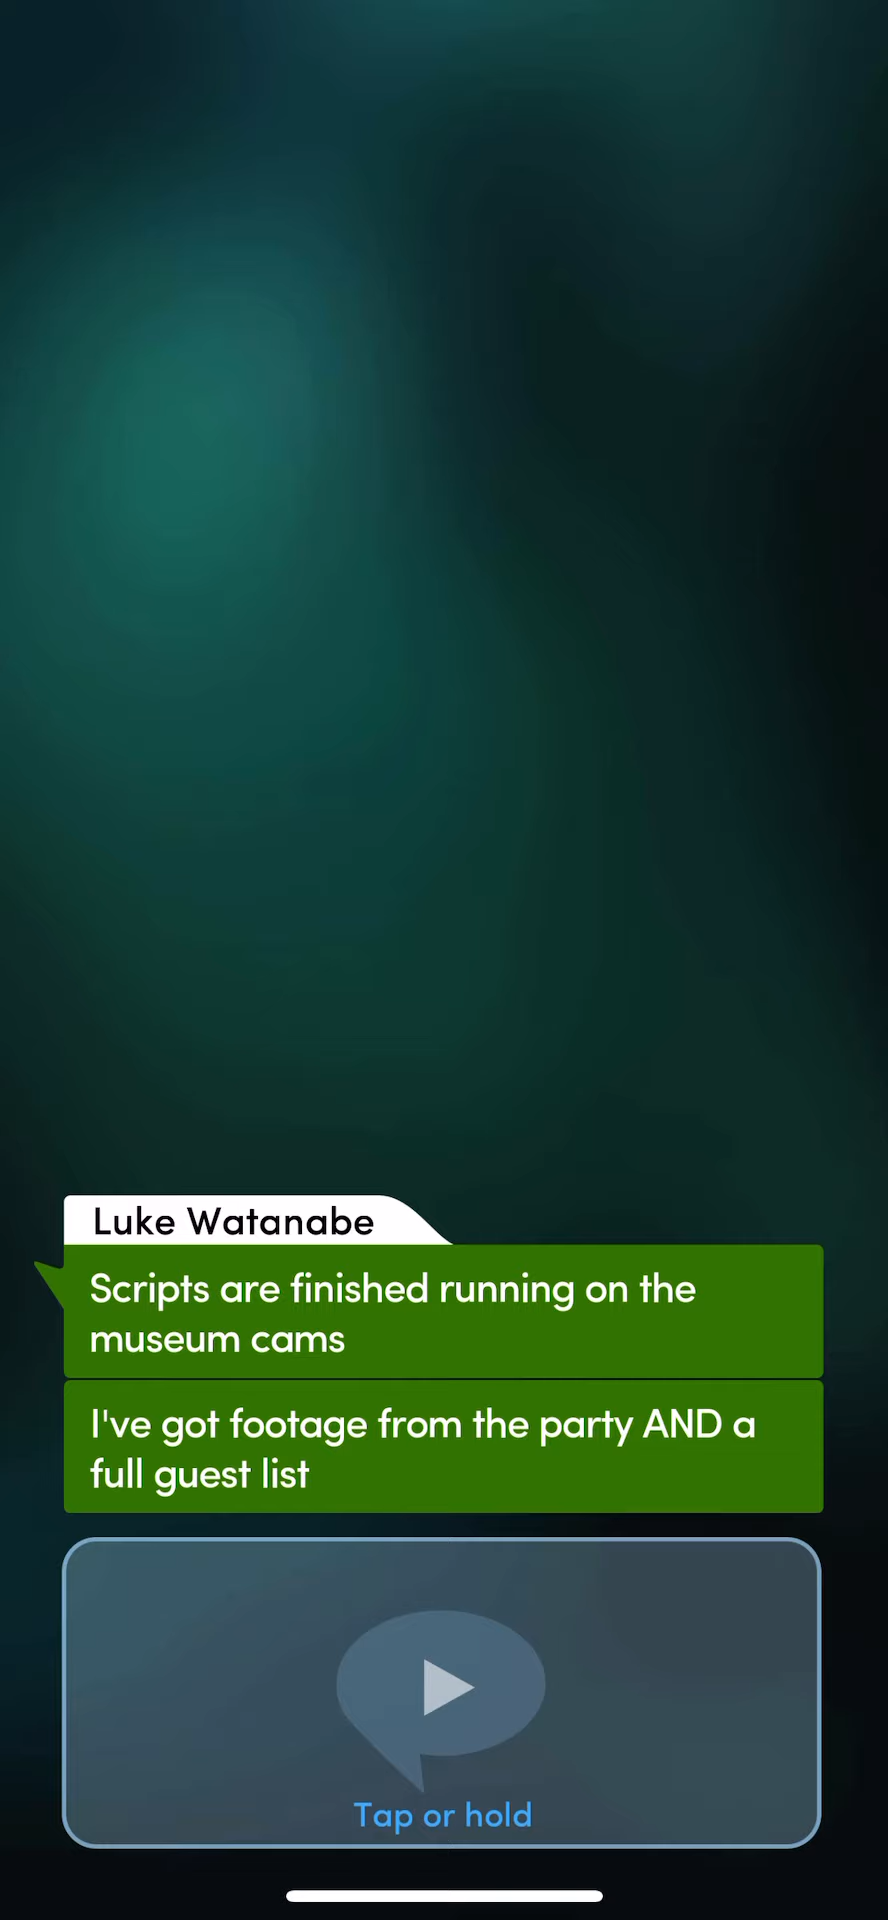 Luke Watanabe
Scripts are finished running on the
museum cams
I've got footage from the party AND a
full guest list
Tap or hold